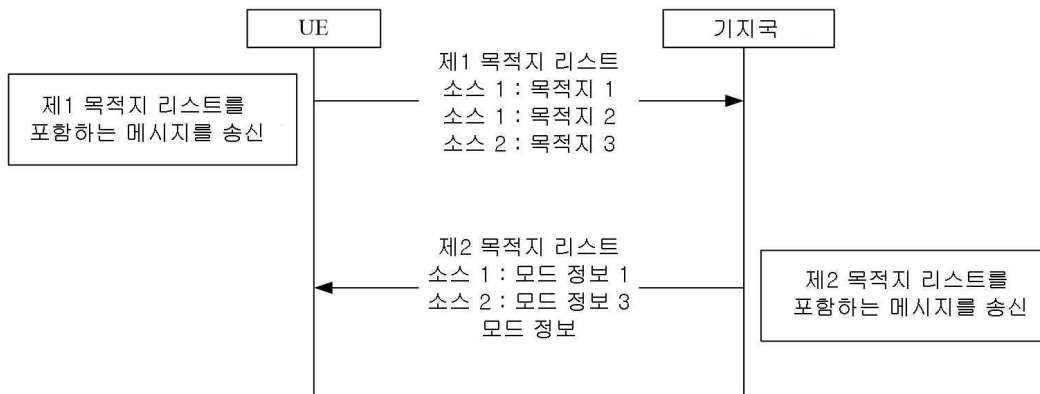 UE
기지국
제1 목적지 리스트
소스 1 : 목적지 1
소스 1 : 목적지 2
소스 2 : 목적지 3
제1 목적지 리스트를
포함하는 메시지를 송신
제2 목적지 리스트
소스 1 : 모드 정보 1
소스 2 : 모드 정보 3
모드 정보
제2 목적지 리스트를
포함하는 메시지를 송신